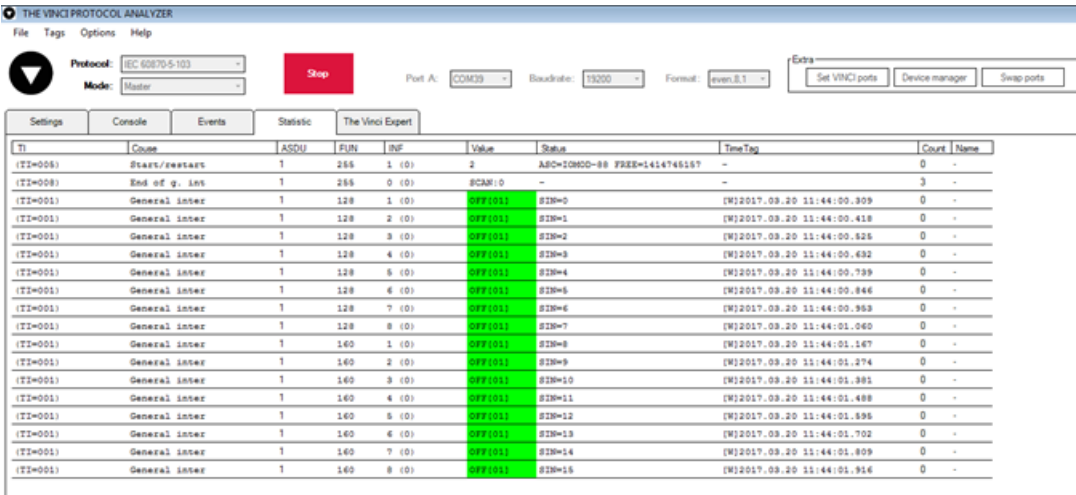 THE VINCI PROTOCOL ANALYZER
File Tags Options Help
Protocol: IEC 60870-5-103
Mode: Master
Stop
Port A: COM39 Baudrate: 19200 Format: even.8.1
Extra
Set VINCI ports Device manager Swap ports
Settings Console Events Statistic The Vinci Expert
TI Couse ASDU FUN INF Value Status TimeTag Count Name
(TI=005) Start/restart 1 255 1 (0) 2 ASC=IOMOD-88 FREE=1414745157 - 0 -
(TI=008) End of g. int 1 255 0 (0) SCAN:0 - - 3 -
(TI=001) General inter 1 128 1 (0) OFF[01] SIN=0 [W]2017.03.20 11:44:00.309 0 -
(TI=001) General inter 1 128 2 (0) OFF[01] SIN=1 [W]2017.03.20 11:44:00.418 0 -
(TI=001) General inter 1 128 3 (0) OFF[01] SIN=2 [W]2017.03.20 11:44:00.525 0 -
(TI=001) General inter 1 128 4 (0) OFF[01] SIN=3 [W]2017.03.20 11:44:00.632 0 -
(TI=001) General inter 1 128 5 (0) OFF[01] SIN=4 [W]2017.03.20 11:44:00.739 0 -
(TI=001) General inter 1 128 6 (0) OFF[01] SIN=5 [W]2017.03.20 11:44:00.846 0 -
(TI=001) General inter 1 128 7 (0) OFF[01] SIN=6 [W]2017.03.20 11:44:00.953 0 -
(TI=001) General inter 1 128 8 (0) OFF[01] SIN=7 [W]2017.03.20 11:44:01.060 0 -
(TI=001) General inter 1 160 1 (0) OFF[01] SIN=8 [W]2017.03.20 11:44:01.167 0 -
(TI=001) General inter 1 160 2 (0) OFF[01] SIN=9 [W]2017.03.20 11:44:01.274 0 -
(TI=001) General inter 1 160 3 (0) OFF[01] SIN=10 [W]2017.03.20 11:44:01.381 0 -
(TI=001) General inter 1 160 4 (0) OFF[01] SIN=11 [W]2017.03.20 11:44:01.488 0 -
(TI=001) General inter 1 160 5 (0) OFF[01] SIN=12 [W]2017.03.20 11:44:01.595 0 -
(TI=001) General inter 1 160 6 (0) OFF[01] SIN=13 [W]2017.03.20 11:44:01.702 0 -
(TI=001) General inter 1 160 7 (0) OFF[01] SIN=14 [W]2017.03.20 11:44:01.809 0 -
(TI=001) General inter 1 160 8 (0) OFF[01] SIN=15 [W]2017.03.20 11:44:01.916 0 -